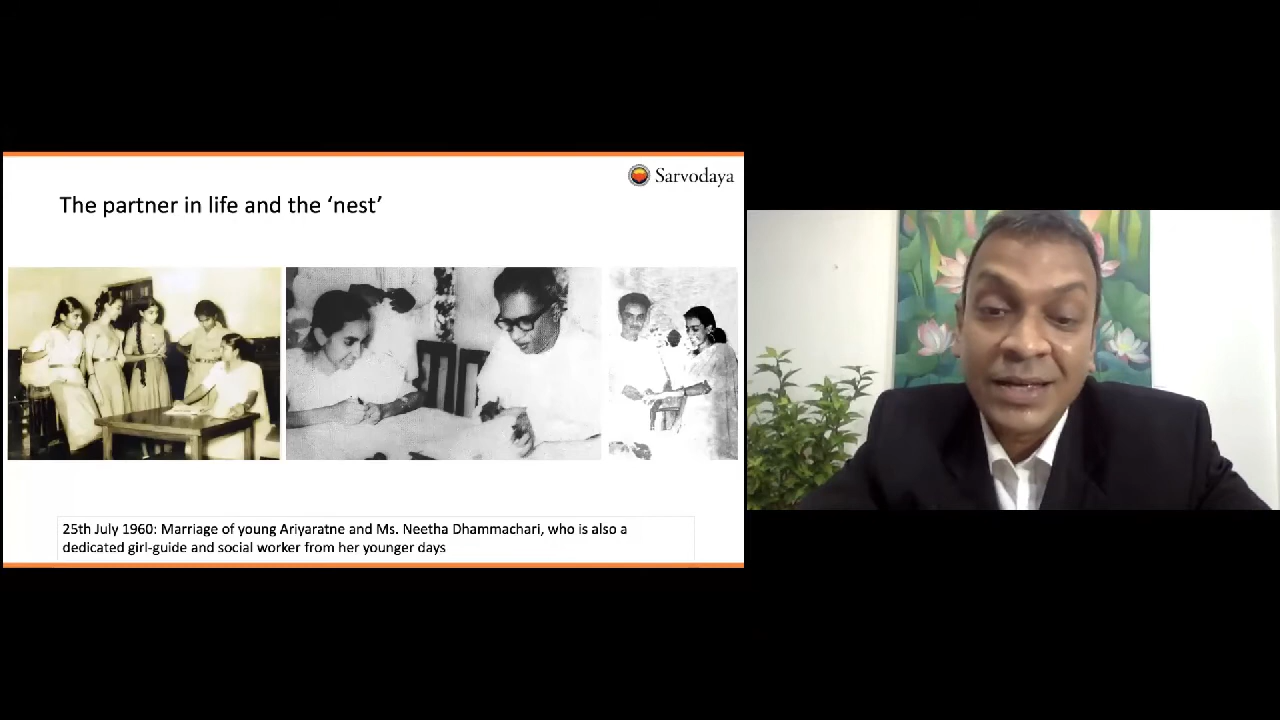 Sarvodaya
The partner in life and the ‘nest’
25th July 1960: Marriage of young Ariyaratne and Ms. Neetha Dhammachari, who is also a
dedicated girl-guide and social worker from her younger days